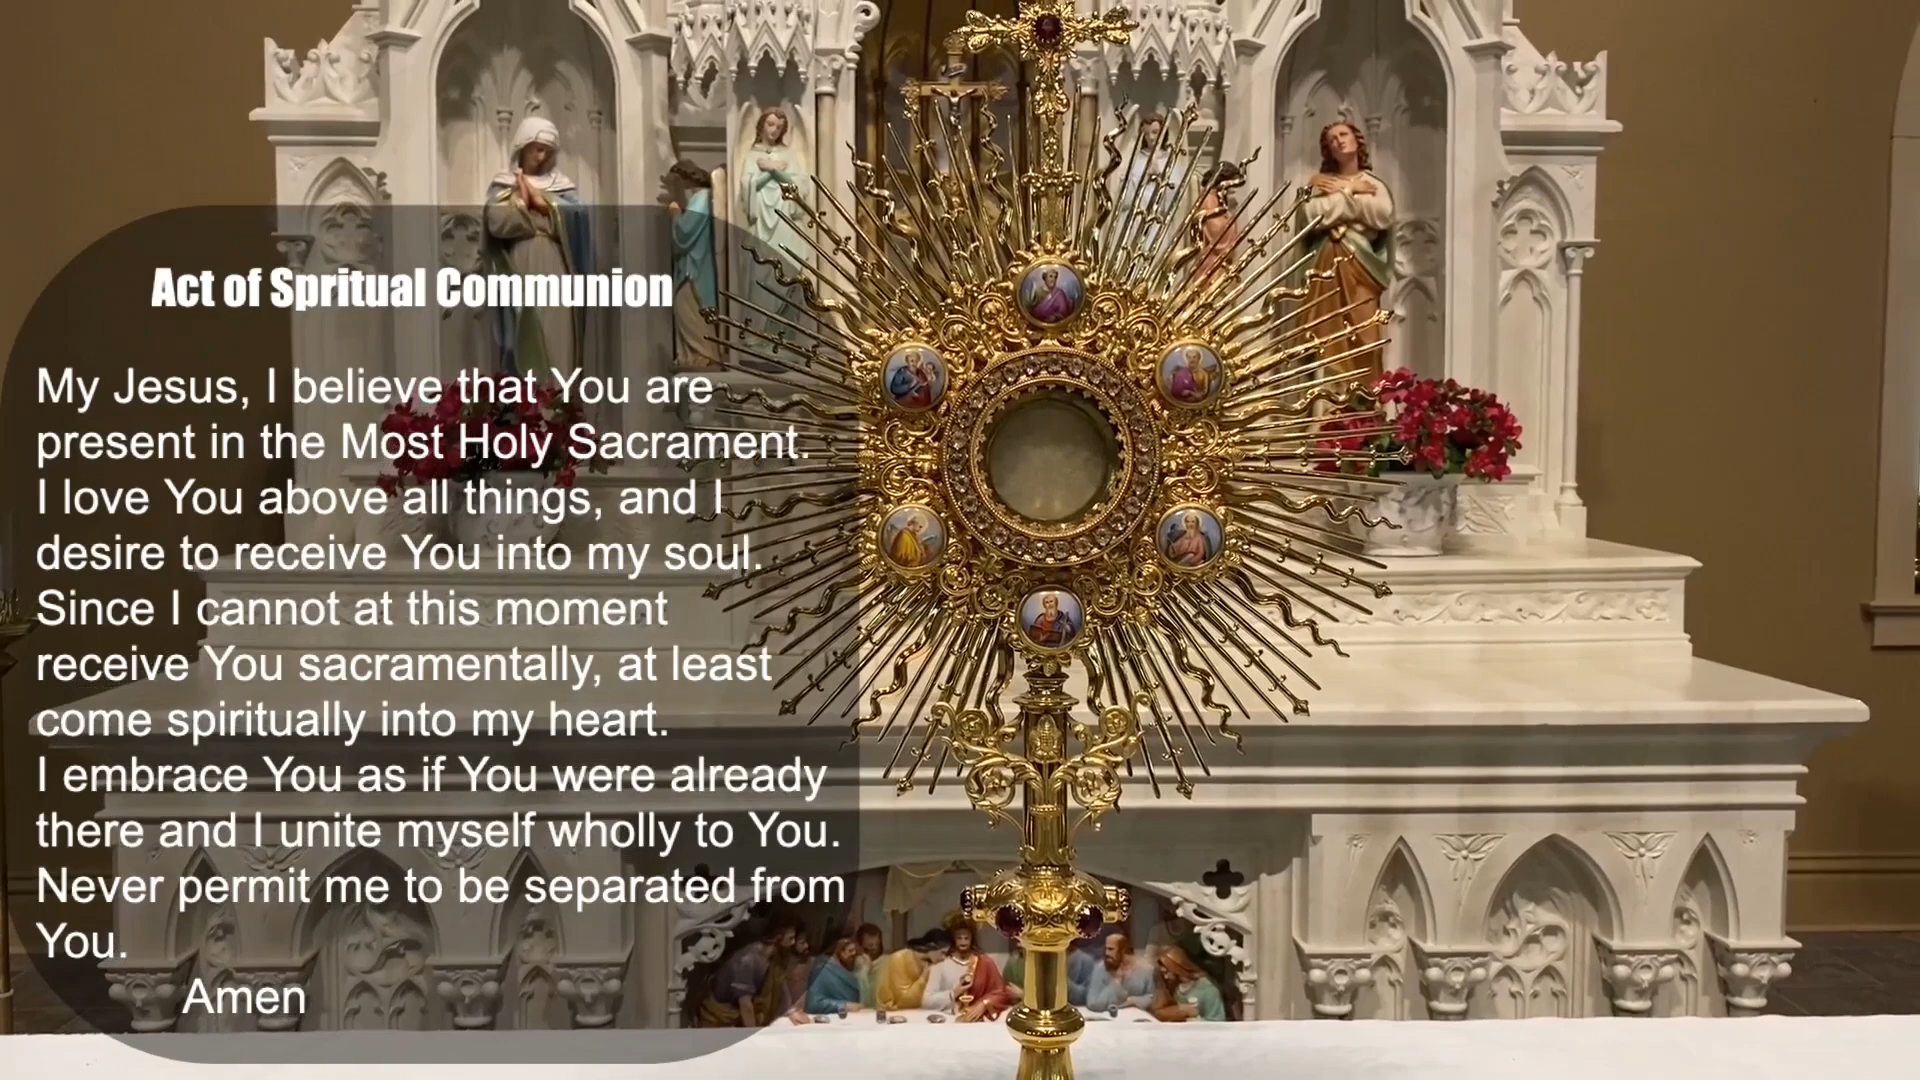 Act of Spritual Communion
My Jesus, I believe that You are
present in the Most Holy Sacrament.
I love You above all things, and I
desire to receive You into my soul.
Since I cannot at this moment
receive You sacramentally, at least
come spiritually into my heart.
I embrace You as if You were already
there and I unite myself wholly to You.
Never permit me to be separated from
You.
Amen